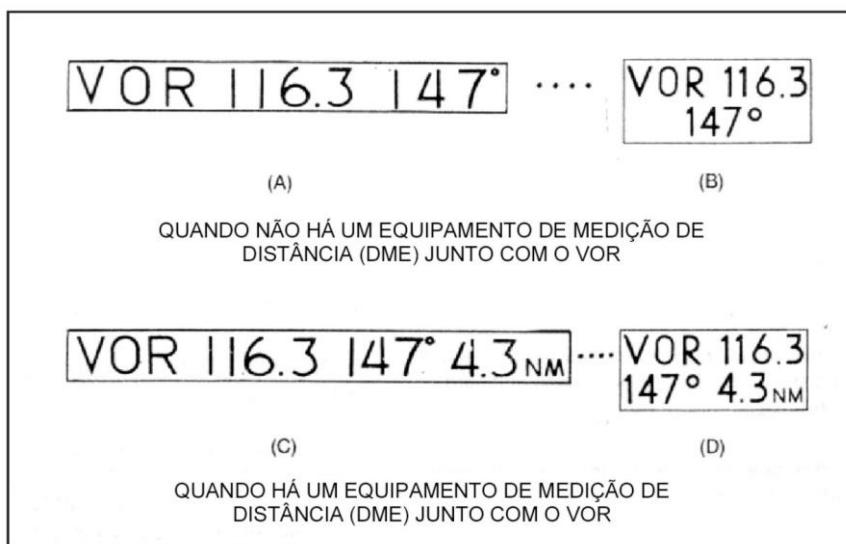 VOR 116.3 147° .... VOR 116.3
147°
(A) (B)
QUANDO NÃO HÁ UM EQUIPAMENTO DE MEDIÇÃO DE
DISTÂNCIA (DME) JUNTO COM O VOR
VOR 116.3 147° 4.3NM .... VOR 116.3
147° 4.3NM
(C) (D)
QUANDO HÁ UM EQUIPAMENTO DE MEDIÇÃO DE
DISTÂNCIA (DME) JUNTO COM O VOR